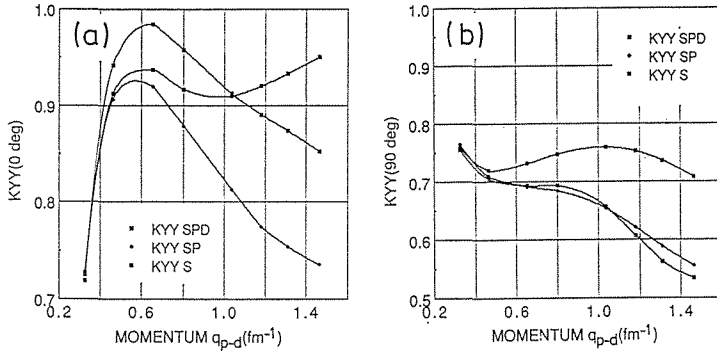 (a)
1.0
0.9
0.8
0.7
KYY(0 deg)
KYY SPD
KYY SP
KYY S
0.2 0.6 1.0 1.4
MOMENTUM q p-d (fm-1)
(b)
1.0
0.9
0.8
0.7
0.6
0.5
KYY(90 deg)
KYY SPD
KYY SP
KYY S
0.2 0.6 1.0 1.4
MOMENTUM q p-d (fm-1)